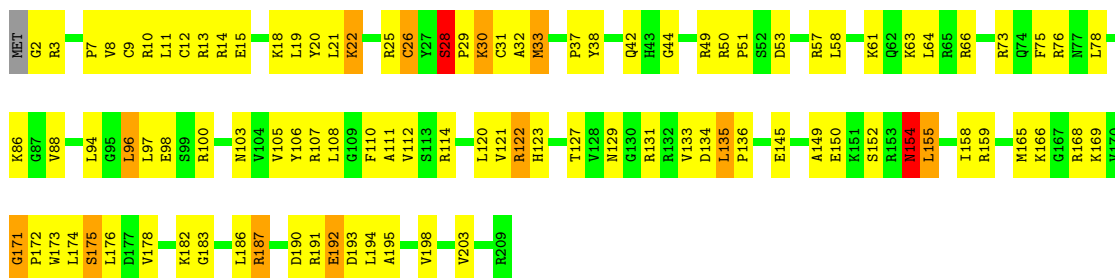 MET G2 R3 P7 V8 C9 R10 L11 C12 R13 R14 E15 K18 L19 Y20 L21 K22 R25 C26 Y27 S28 P29 K30 C31 A32 M33 P37 Y38 Q42 H43 G44 R49 R50 P51 S52 D53 R57 L58 K61 Q62 K63 L64 R65 R66 R73 Q74 F75 R76 N77 L78
K86 G87 V88 L94 G95 L96 L97 E98 S99 R100 N103 V104 V105 Y106 R107 L108 G109 F110 A111 V112 S113 R114 L120 V121 R122 H123 T127 V128 N129 G130 R131 R132 V133 D134 L135 P136 E145 A149 E150 K151 S152 R153 N154 L155 I158 R159 M165 K166 G167 R168 K169 V170
G171 P172 W173 L174 S175 L176 D177 V178 K182 G183 L186 R187 D190 R191 E192 D193 L194 A195 V198 V203 R209